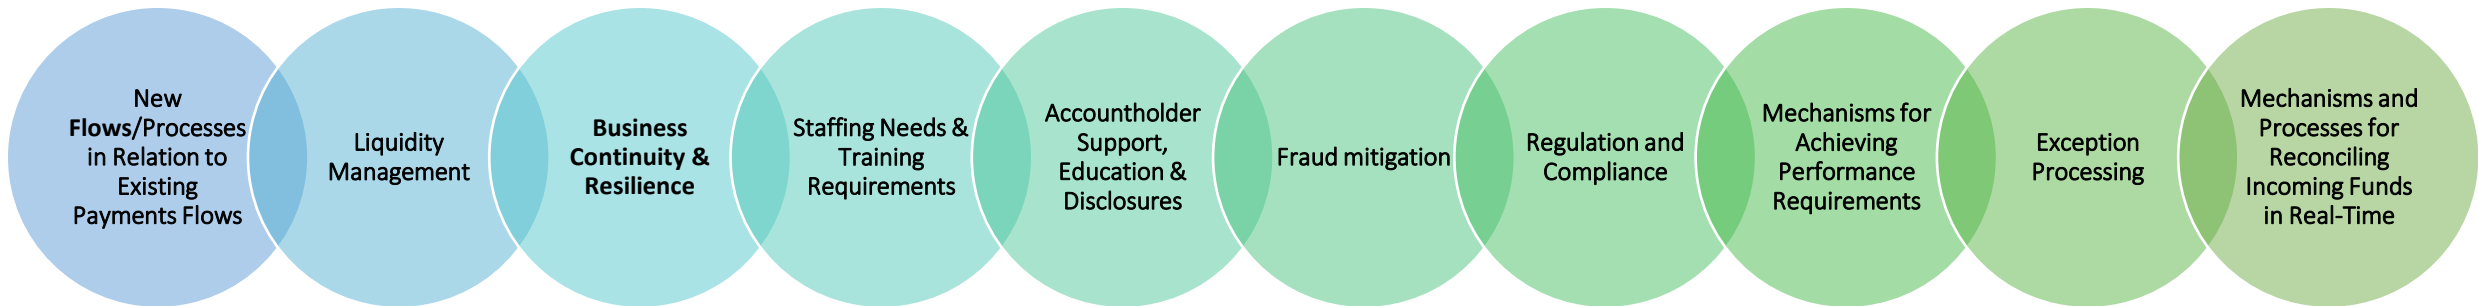 New
Flows/Processes
in Relation to
Existing
Payments Flows
Liquidity
Management
Business
Continuity &
Resilience
Staffing Needs &
Training
Requirements
Accountholder
Support,
Education &
Disclosures
Fraud mitigation
Regulation and
Compliance
Mechanisms for
Achieving
Performance
Requirements
Exception
Processing
Mechanisms and
Processes for
Reconciling
Incoming Funds
in Real-Time